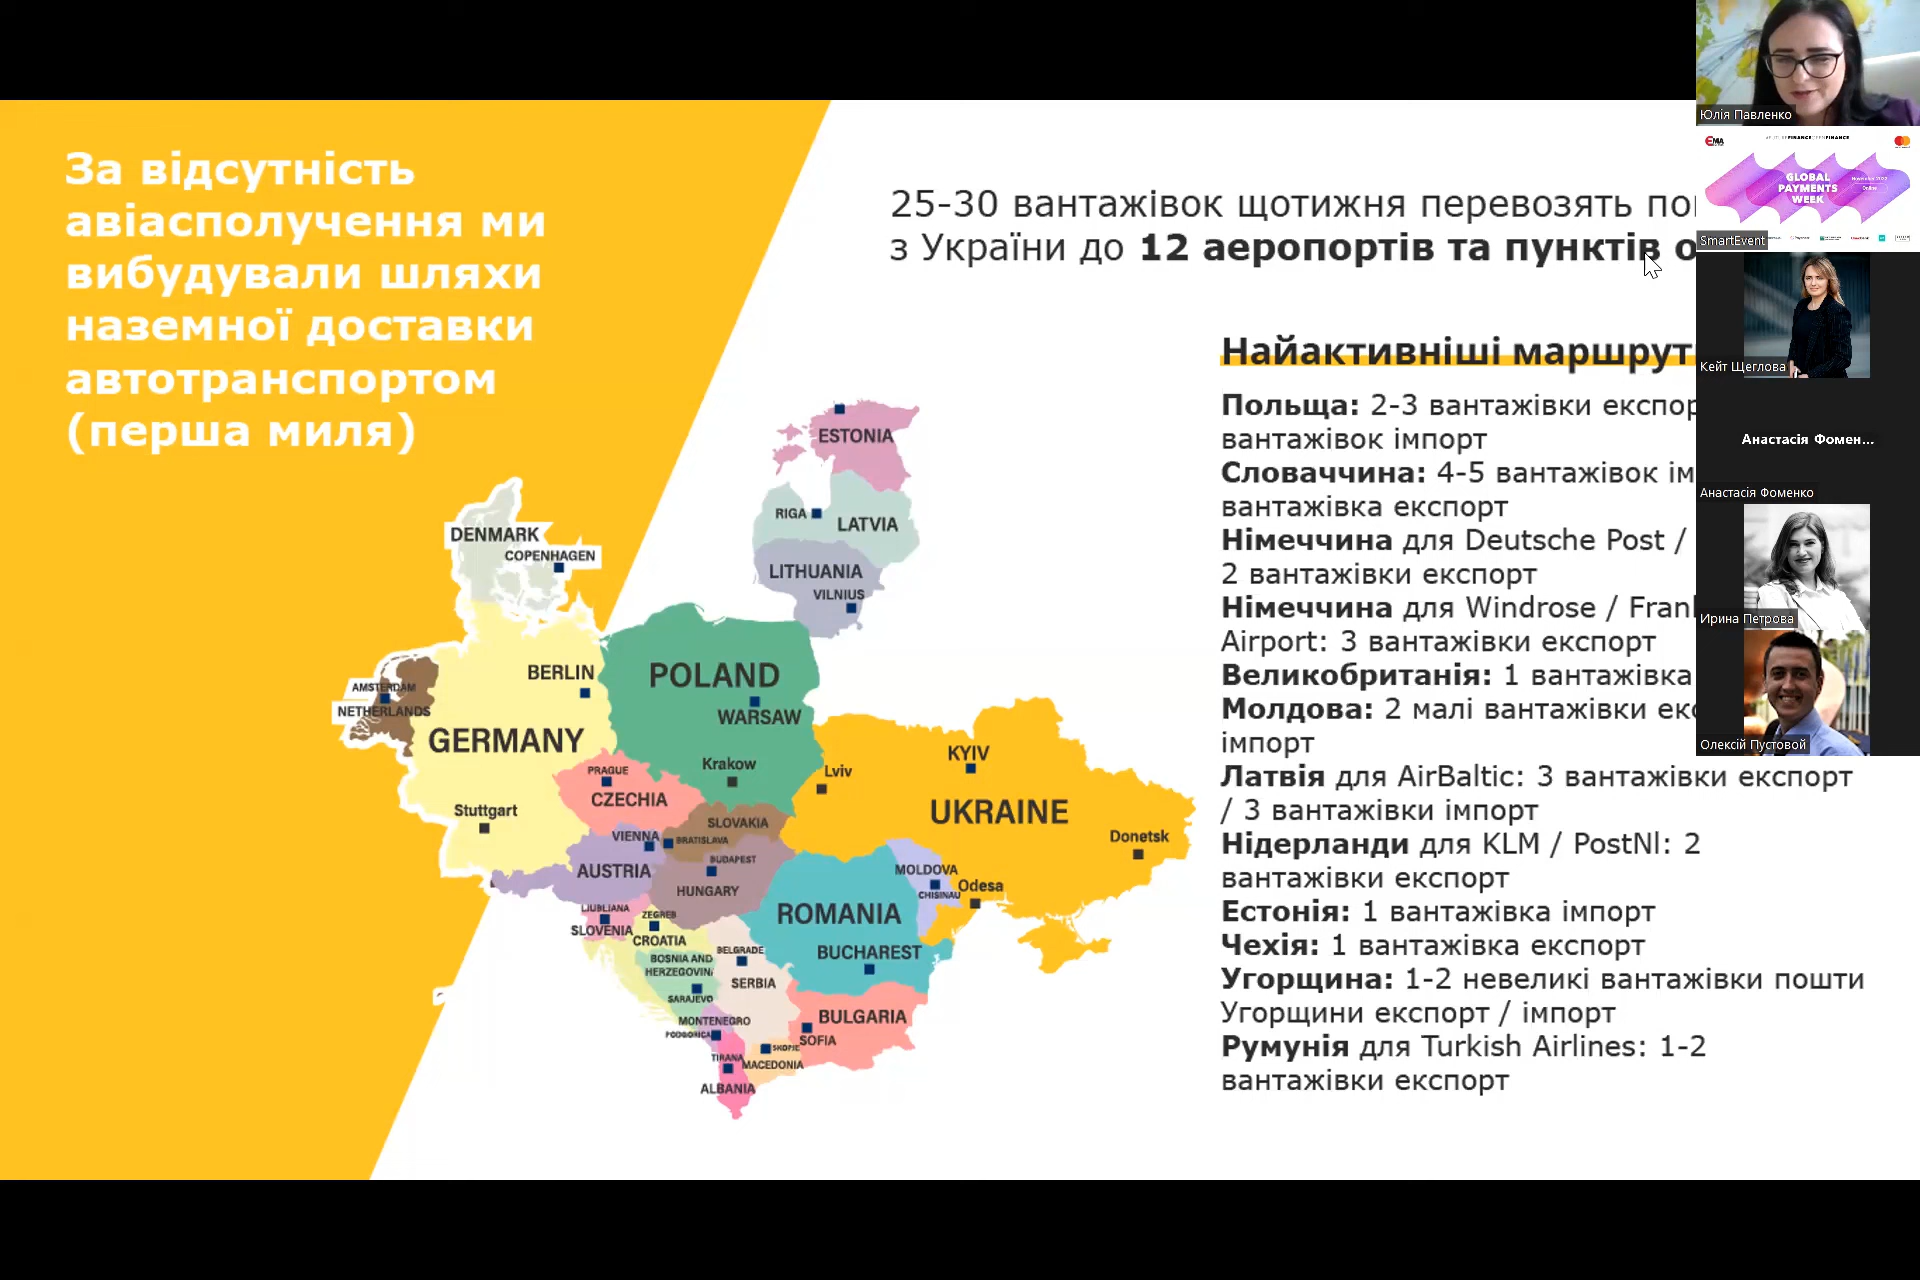 За відсутність
авіасполучення ми
вибудували шляхи
наземної доставки
автотранспортом
(перша миля)
25-30 вантажівок щотижня перевозять
з України до 12 аеропортів та пунктів
Найактивніші
Польща: 2-3 вантажівки
вантажівок імпорт
Словаччина: 4-5 вантажівок
вантажівка експорт
Німеччина для Deutsche Post /
2 вантажівки експорт
Німеччина для Windrose /
Airport: 3 вантажівки експорт
Великобританія: 1 вантажівка
Молдова: 2 малі вантажівки
імпорт
Латвія для AirBaltic: 3 вантажівки експорт
/ 3 вантажівки імпорт
Нідерланди для KLM / PostNl: 2
вантажівки експорт
Естонія: 1 вантажівка імпорт
Чехія: 1 вантажівка експорт
Угорщина: 1-2 невеликі вантажівки пошти
Угорщини експорт / імпорт
Румунія для Turkish Airlines: 1-2
вантажівки експорт
ESTONIA
RIGA
LATVIA
LITHUANIA
VILNIUS
DENMARK
COPENHAGEN
BERLIN
POLAND
WARSAW
AMSTERDAM
NETHERLANDS
GERMANY
Krakow
Lviv
KYIV
UKRAINE
Donetsk
PRAGUE
CZECHIA
Stuttgart
SLOVAKIA
VIENNA
BRATISLAVA
AUSTRIA
BUDAPEST
HUNGARY
MOLDOVA
CHISINAU
Odesa
ROMANIA
BUCHAREST
LJUBLIANA
SLOVENIA
ZEGREB
CROATIA
BELGRADE
SERBIA
BOSNIA AND
HERZEGOVIN
SARAJEVO
MONTENEGRO
PODGORICA
BULGARIA
SOFIA
SKOPJE
MACEDONIA
TIRANA
ALBANIA
Юлія Павленко
EMA
GLOBAL
PAYMENTS
WEEK
Online
SmartEvent
Кейт Щеглова
Анастасія Фомен...
Анастасія Фоменко
Ирина Петрова
Олексій Пустовой